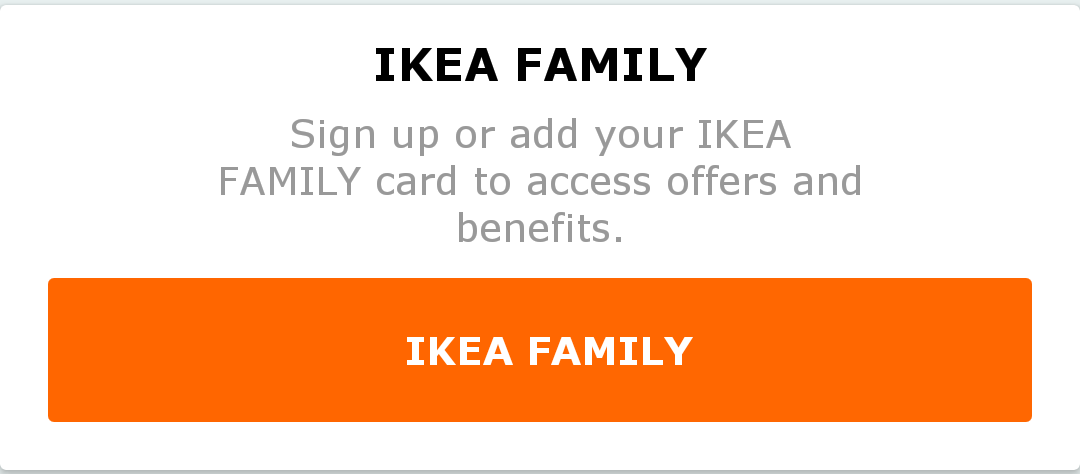 IKEA FAMILY
Sign up or add your IKEA
FAMILY card to access offers and
benefits.
IKEA FAMILY